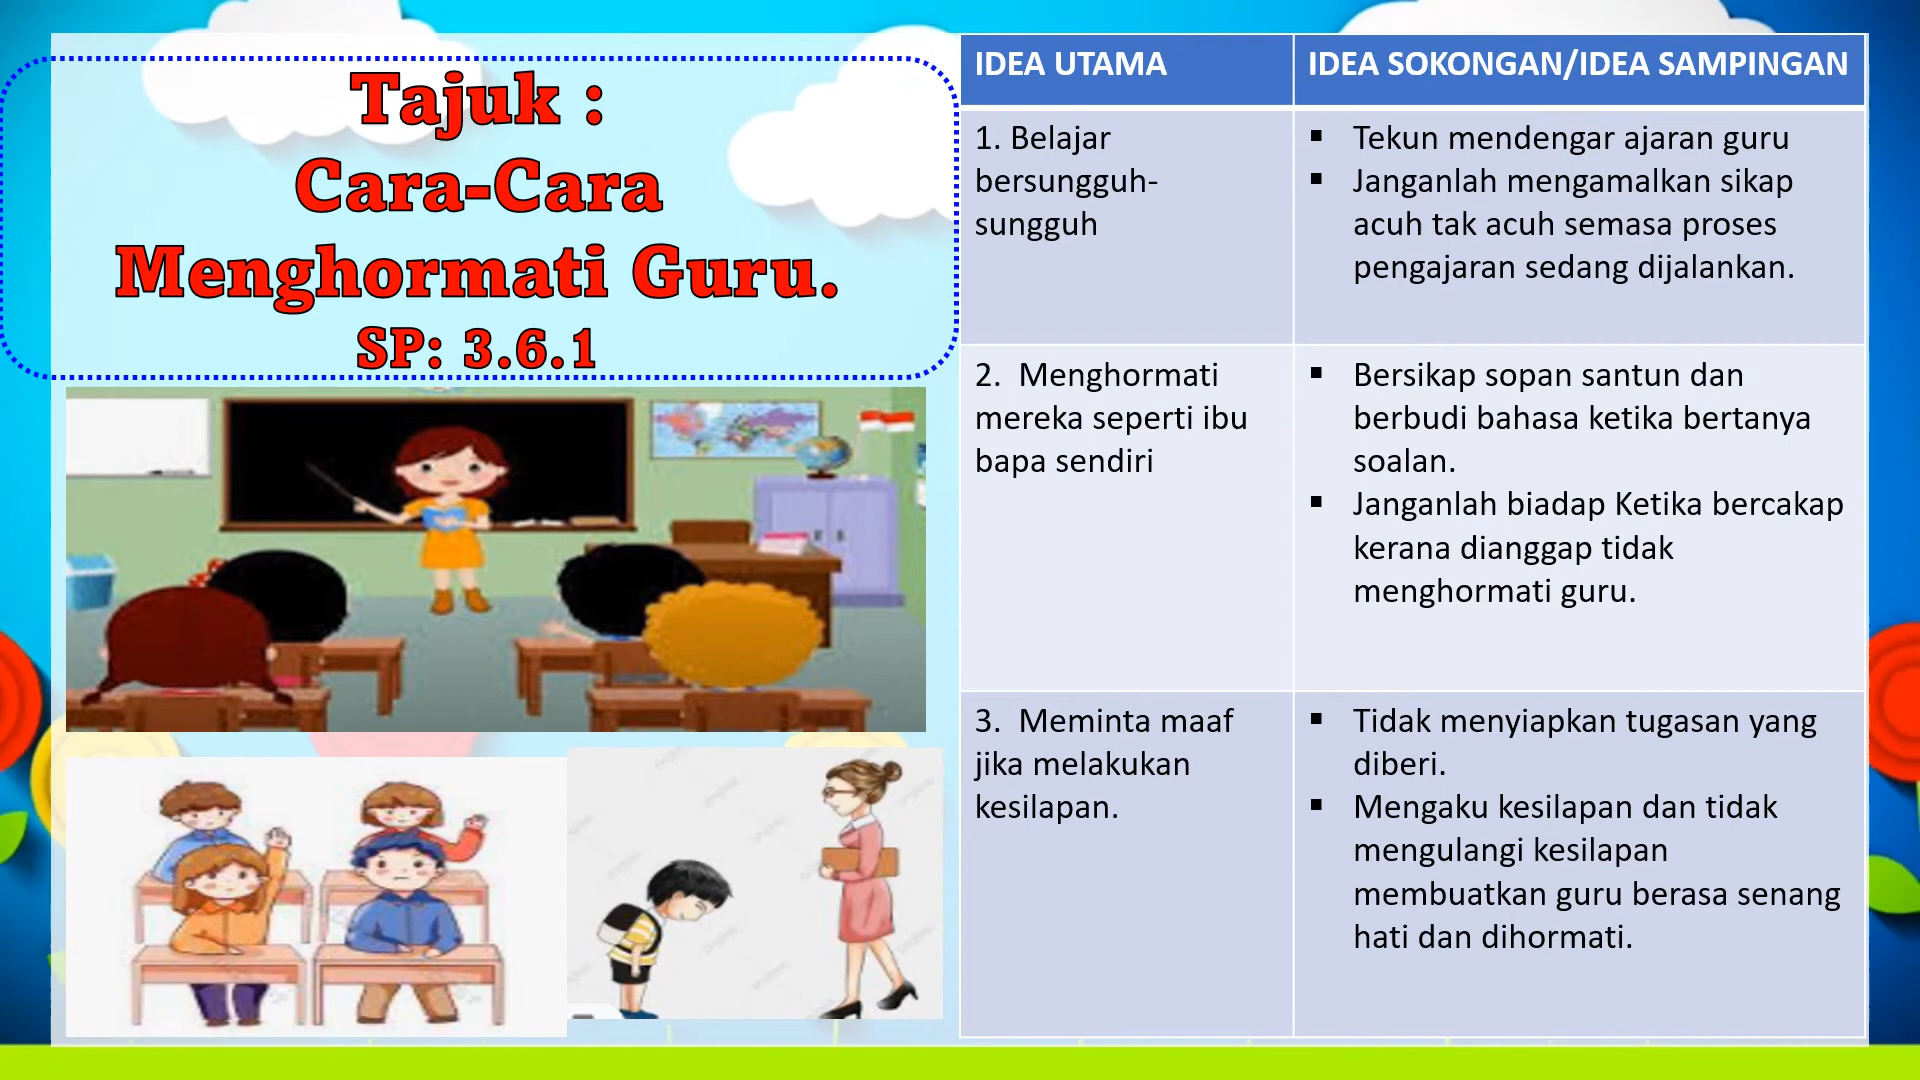 Tajuk :
Cara-Cara
Menghormati Guru.
SP: 3.6.1
IDEA UTAMA
IDEA SOKONGAN/IDEA SAMPINGAN
1. Belajar
bersungguh-
sungguh
▪ Tekun mendengar ajaran guru
▪ Janganlah mengamalkan sikap
acuh tak acuh semasa proses
pengajaran sedang dijalankan.
2. Menghormati
mereka seperti ibu
bapa sendiri
▪ Bersikap sopan santun dan
berbudi bahasa ketika bertanya
soalan.
▪ Janganlah biadap Ketika bercakap
kerana dianggap tidak
menghormati guru.
3. Meminta maaf
jika melakukan
kesilapan.
▪ Tidak menyiapkan tugasan yang
diberi.
▪ Mengaku kesilapan dan tidak
mengulangi kesilapan
membuatkan guru berasa senang
hati dan dihormati.